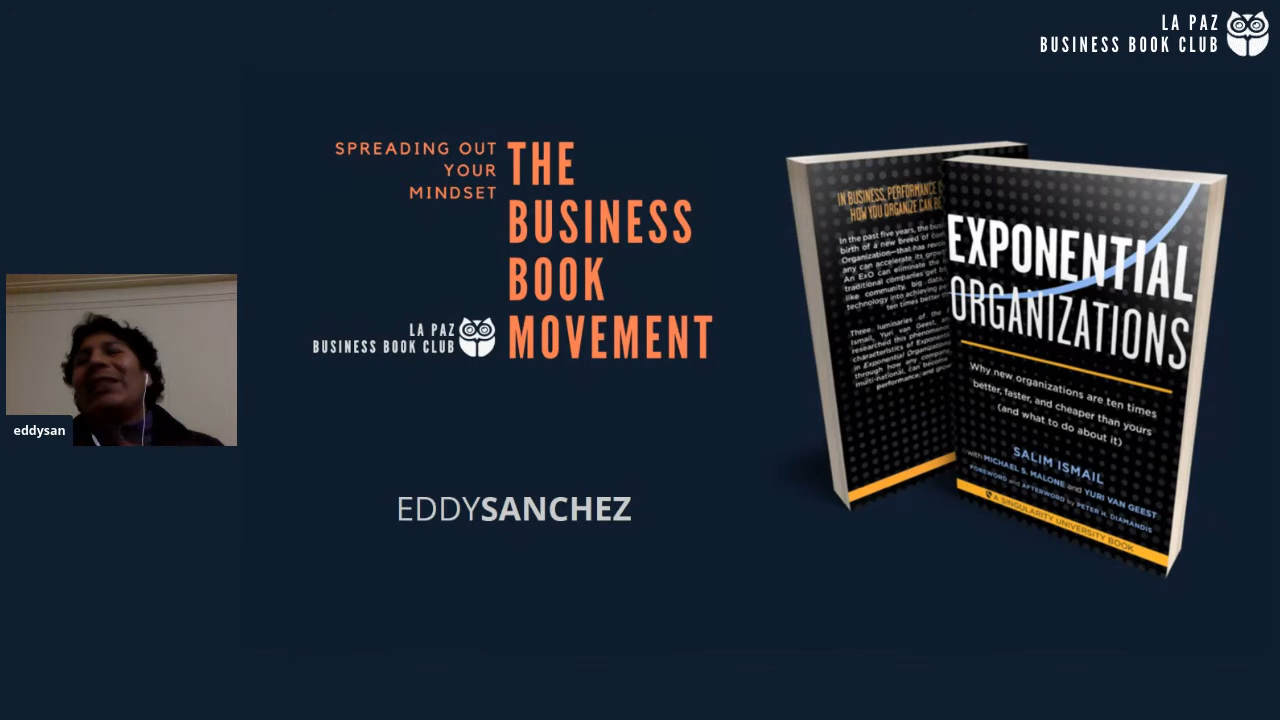 LA PAZ
BUSINESS BOOK CLUB
SPREADING OUT
YOUR
MINDSET
THE
BUSINESS
BOOK
MOVEMENT
LA PAZ
BUSINESS BOOK CLUB
eddysan
EDDYSANCHEZ
IN BUSINESS, PERFORMANCE
HOW YOU ORGANIZE CAN BE
In the past five years, the
birth of a new breed of
Organization—that has
any can accelerate its
An ExO can eliminate the
traditional companies get
like community, big data,
technology into achieving
ten times better
Three luminaries of the
Ismail, Yuri van Geest,
researched this phenomenon
characteristics of Exponential
in Exponential Organizations
through how any company,
multi-national, can become
performance, and
EXPONENTIAL
ORGANIZATIONS
Why new organizations are ten times
better, faster, and cheaper than yours
(and what to do about it)
SALIM ISMAIL
with MICHAEL S. MALONE and YURI VAN GEEST
FOREWORD and AFTERWORD by PETER H. DIAMANDIS
A SINGULARITY UNIVERSITY BOOK